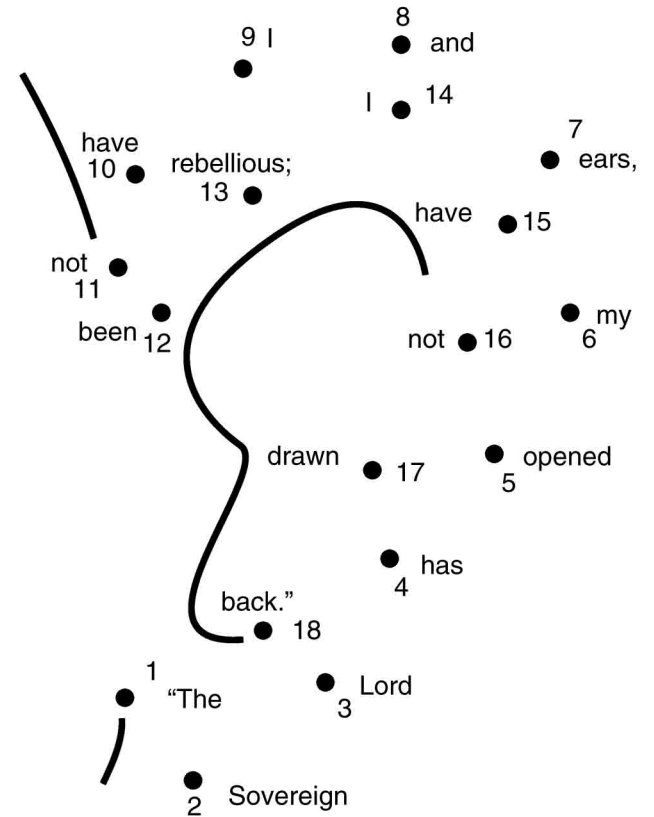 8
9 I
and
I 14
7
have
ears,
10
rebellious;
13
have
15
not
11
my
been 12
6
not 16
drawn 17
opened
5
has
4
back.”
18
1
“The
Lord
3
Sovereign
2